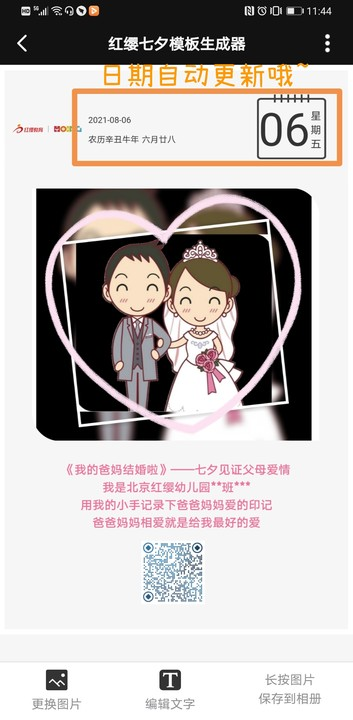 HD 5G
11:44
红缨七夕模板生成器
日期自动更新哦~
红缨教育
2021-08-06
农历辛丑牛年 六月廿八
06
星期五
《我的爸妈结婚啦》——七夕见证父母爱情
我是北京红缨幼儿园**班***
用我的小手记录下爸爸妈妈爱的印记
爸爸妈妈相爱就是给我最好的爱
更换图片
编辑文字
长按图片
保存到相册